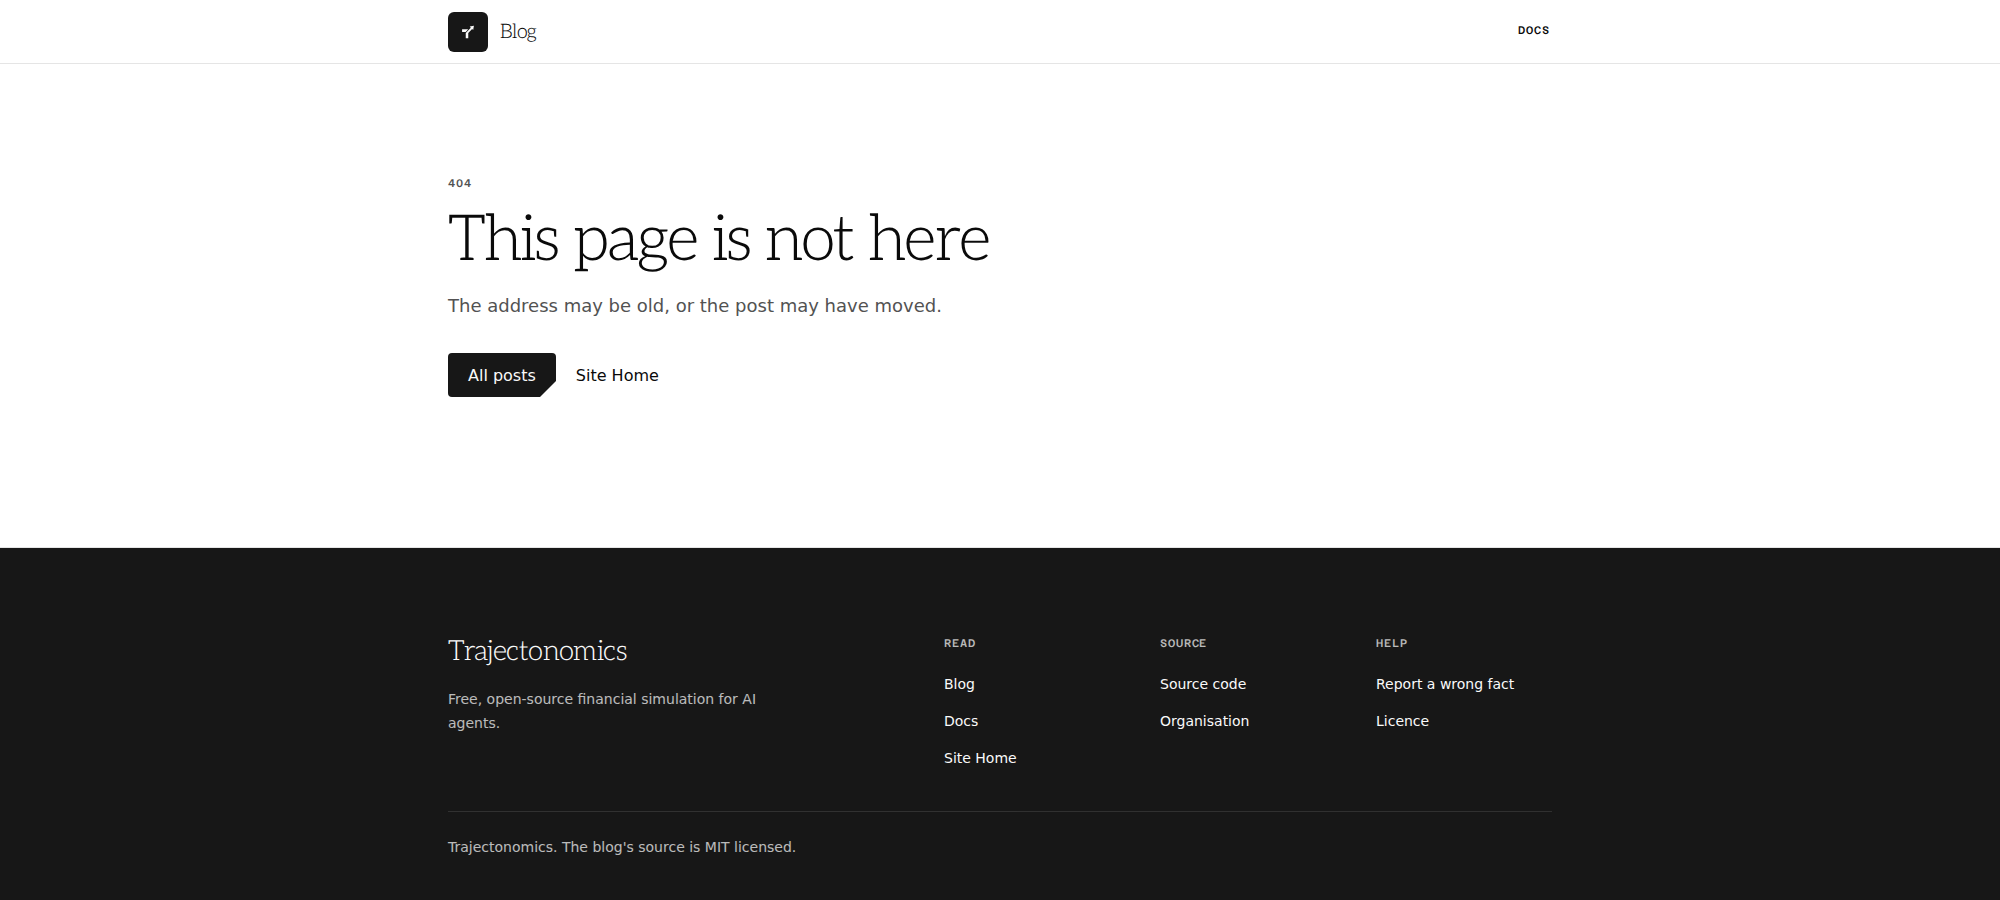 Blog
DOCS
404
This page is not here
The address may be old, or the post may have moved.
All posts
Site Home
Trajectonomics
Free, open-source financial simulation for AI
agents.
READ
Blog
Docs
Site Home
SOURCE
Source code
Organisation
HELP
Report a wrong fact
Licence
Trajectonomics. The blog's source is MIT licensed.